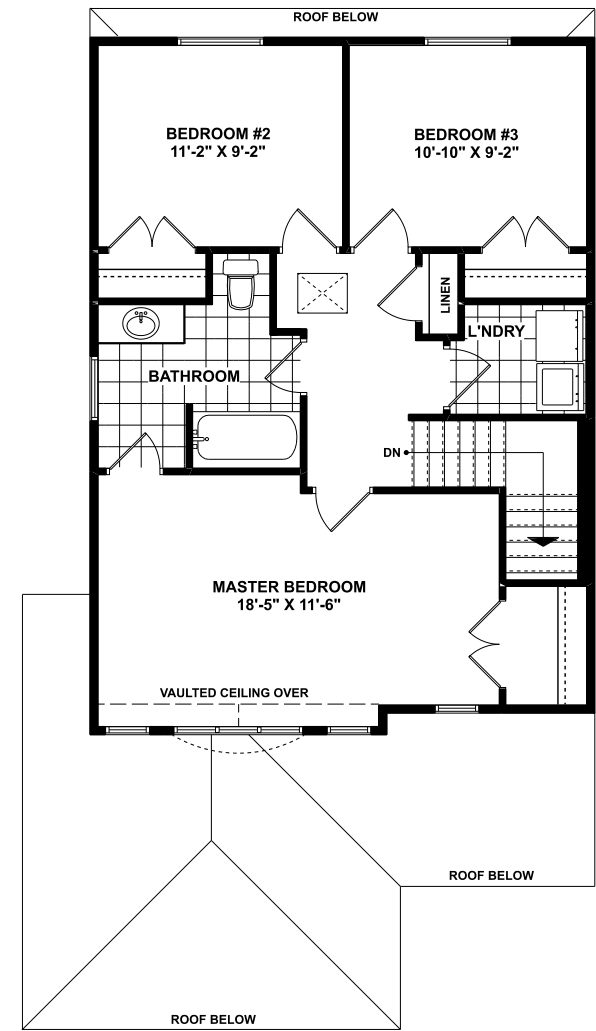 ROOF BELOW
BEDROOM #2
11'-2" X 9'-2"
BEDROOM #3
10'-10" X 9'-2"
LINEN
L'NDRY
BATHROOM
DN
MASTER BEDROOM
18'-5" X 11'-6"
VAULTED CEILING OVER
ROOF BELOW
ROOF BELOW